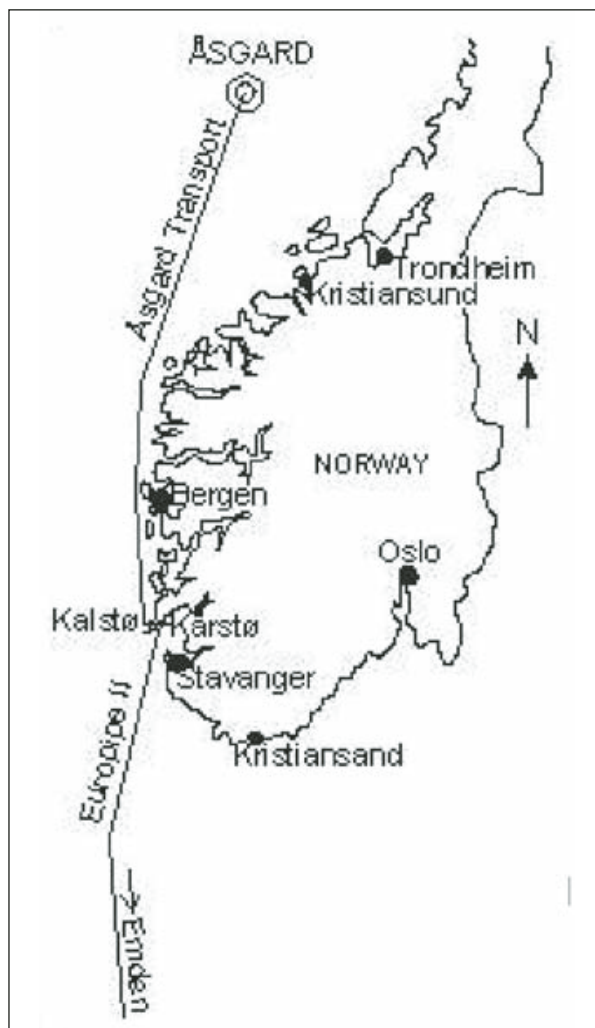 ÅSGARD
Åsgard Transport
Trondheim
Kristiansund
N
NORWAY
Bergen
Oslo
Kalstø
Kårstø
Stavanger
Europipe II
Kristiansand
Emden